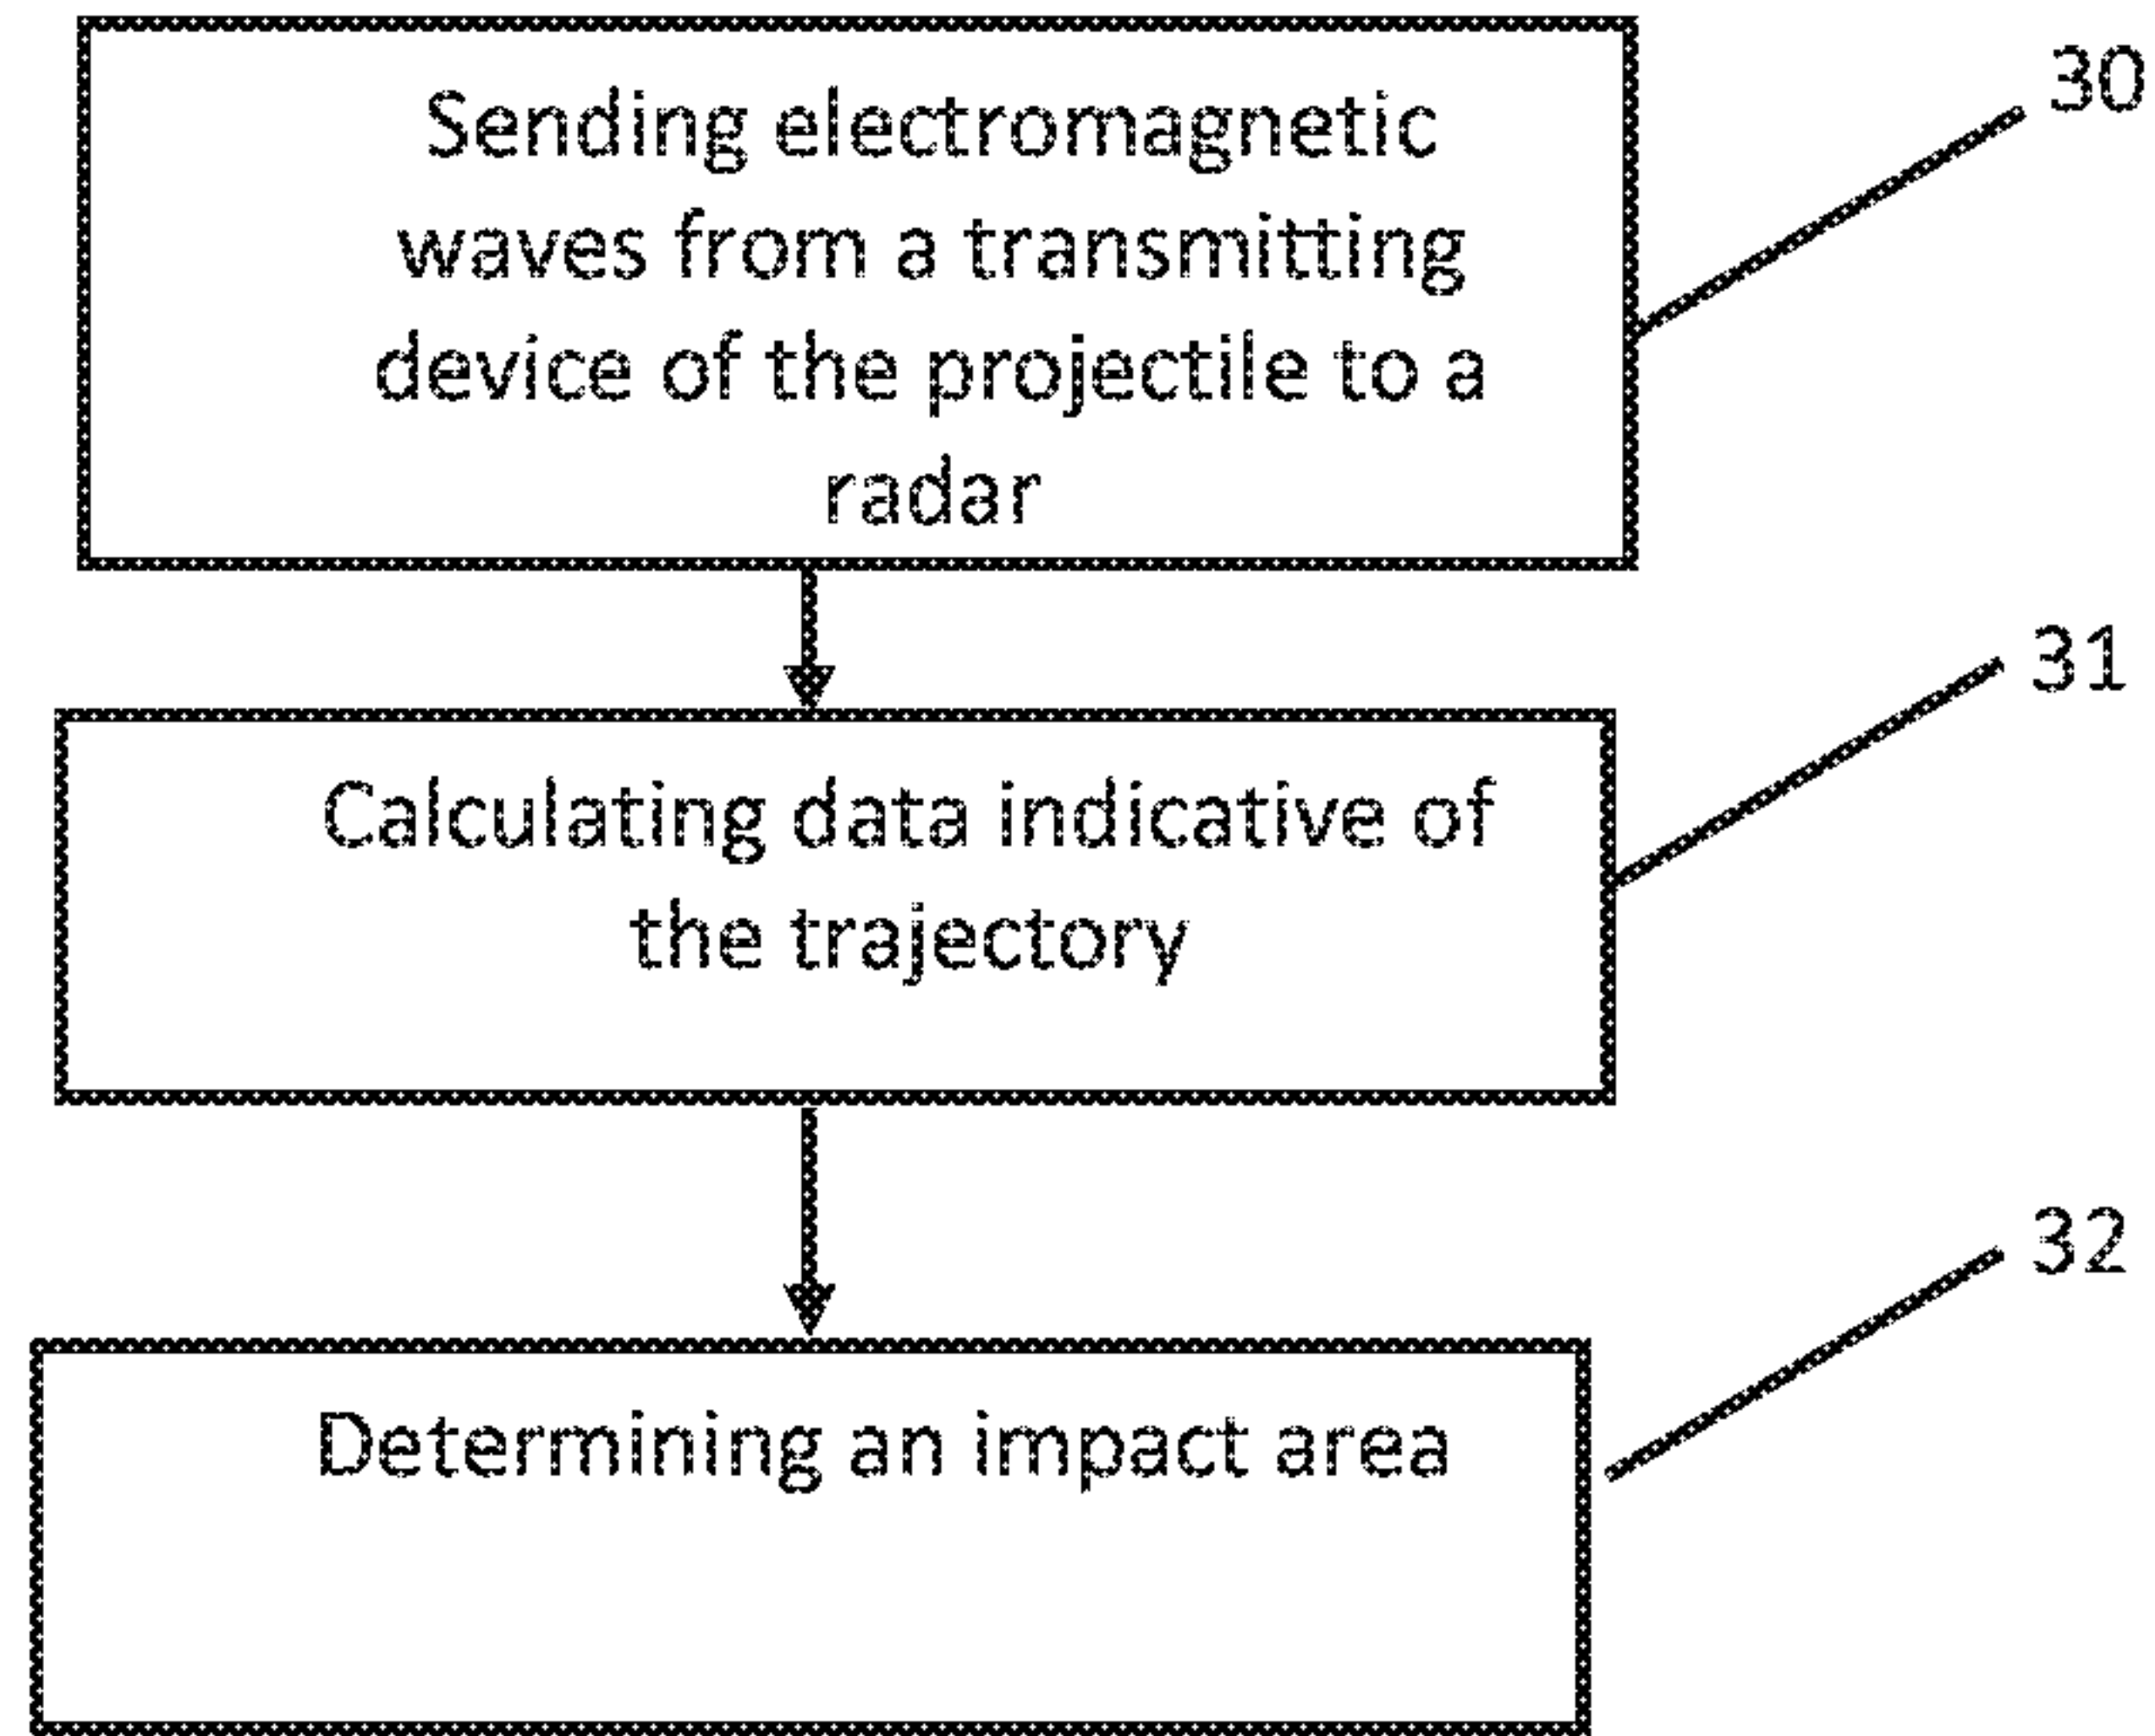 Sending electromagnetic
waves from a transmitting
device of the projectile to a
radar
30
Calculating data indicative of
the trajectory
31
Determining an impact area
32